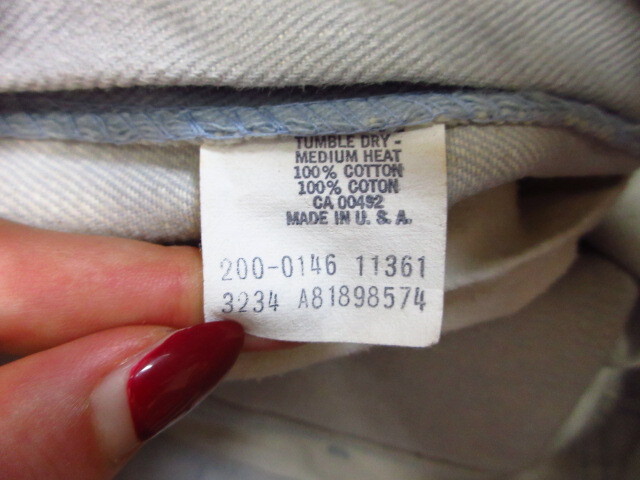 TUMBLE DRY -
MEDIUM HEAT
100% COTTON
100% COTON
CA 00492
MADE IN U. S. A.
200-0146 11361
3234 A81898574